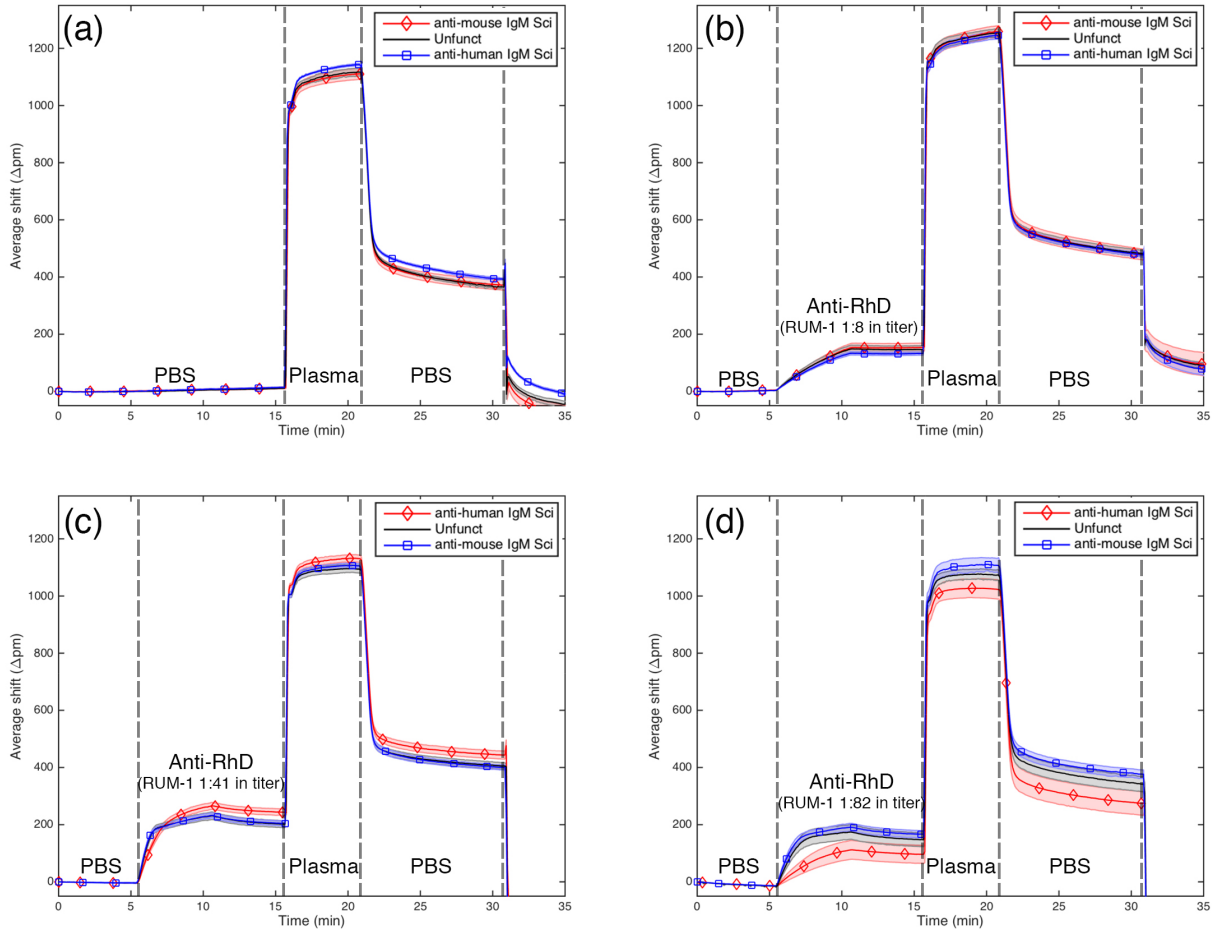 (a)
anti-mouse IgM Sci
Unfunct
anti-human IgM Sci
1200
1000
800
600
400
200
0
Average shift (Δpm)
PBS
Plasma
PBS
0 5 10 15 20 25 30 35
Time (min)
(b)
anti-mouse IgM Sci
Unfunct
anti-human IgM Sci
1200
1000
800
600
400
200
0
Average shift (Δpm)
Anti-RhD
(RUM-1 1:8 in titer)
PBS
Plasma
PBS
0 5 10 15 20 25 30 35
Time (min)
(c)
anti-human IgM Sci
Unfunct
anti-mouse IgM Sci
1200
1000
800
600
400
200
0
Average shift (Δpm)
Anti-RhD
(RUM-1 1:41 in titer)
PBS
Plasma
PBS
0 5 10 15 20 25 30 35
Time (min)
(d)
anti-human IgM Sci
Unfunct
anti-mouse IgM Sci
1200
1000
800
600
400
200
0
Average shift (Δpm)
Anti-RhD
(RUM-1 1:82 in titer)
PBS
Plasma
PBS
0 5 10 15 20 25 30 35
Time (min)